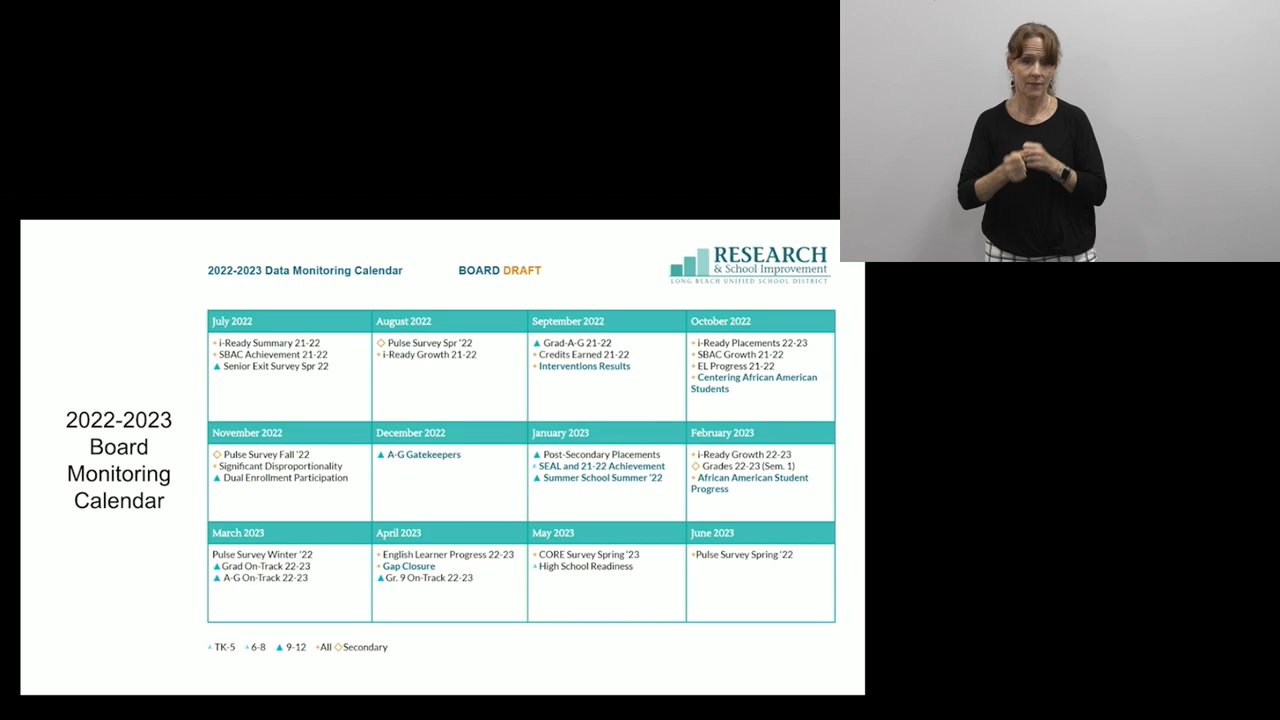 2022-2023 Data Monitoring Calendar BOARD DRAFT
RESEARCH
& School Improvement
LONG BEACH UNIFIED SCHOOL DISTRICT
2022-2023
Board
Monitoring
Calendar
July 2022
i-Ready Summary 21-22
SBAC Achievement 21-22
Senior Exit Survey Spr 22
August 2022
Pulse Survey Spr '22
i-Ready Growth 21-22
September 2022
Grad-A-G 21-22
Credits Earned 21-22
Interventions Results
October 2022
i-Ready Placements 22-23
SBAC Growth 21-22
EL Progress 21-22
Centering African American
Students
November 2022
Pulse Survey Fall '22
Significant Disproportionality
Dual Enrollment Participation
December 2022
A-G Gatekeepers
January 2023
Post-Secondary Placements
SEAL and 21-22 Achievement
Summer School Summer '22
February 2023
i-Ready Growth 22-23
Grades 22-23 (Sem. 1)
African American Student
Progress
March 2023
Pulse Survey Winter '22
Grad On-Track 22-23
A-G On-Track 22-23
April 2023
English Learner Progress 22-23
Gap Closure
Gr. 9 On-Track 22-23
May 2023
CORE Survey Spring '23
High School Readiness
June 2023
Pulse Survey Spring '22
TK-5 6-8 9-12 All Secondary